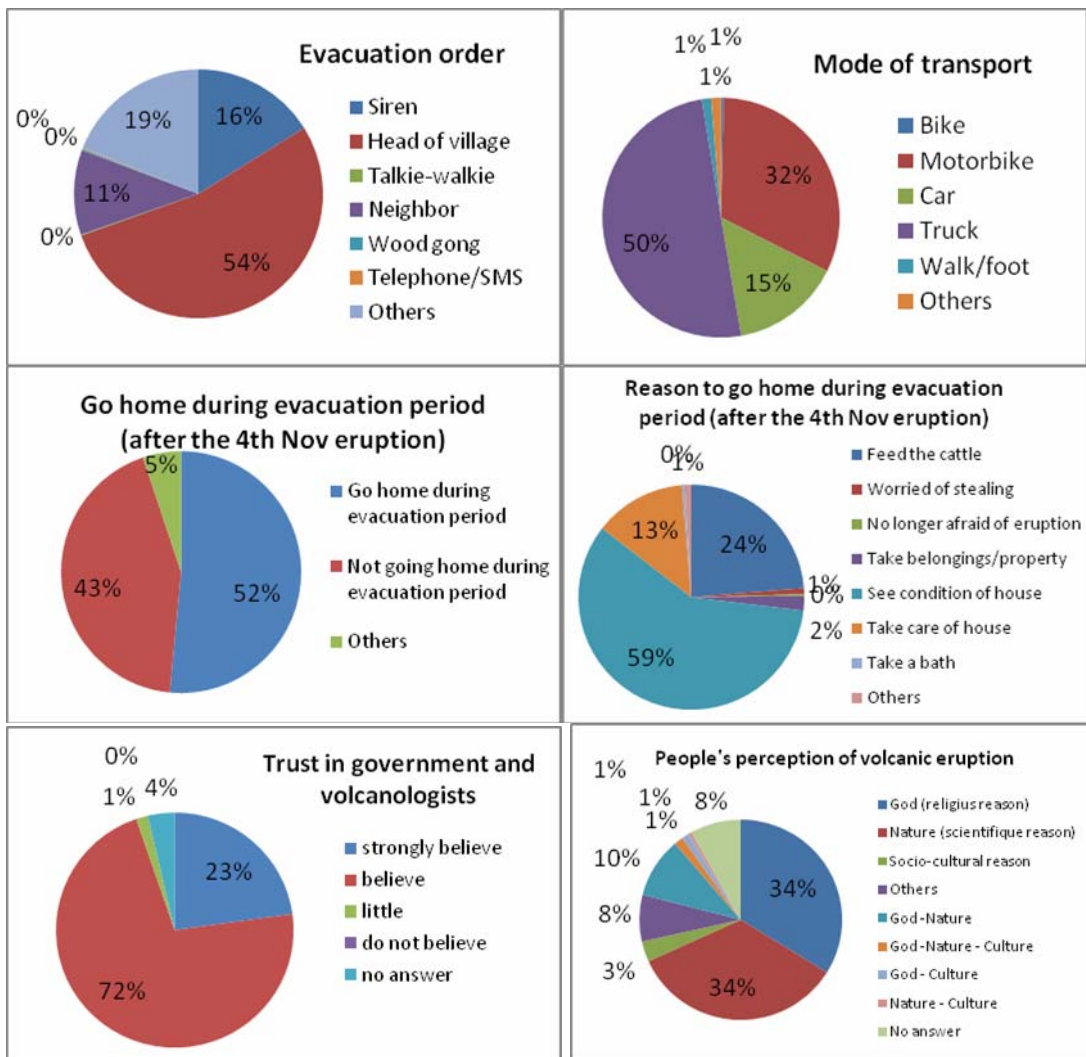 Evacuation order
0%
0%
19%
16%
11%
0%
54%
Siren
Head of village
Talkie-walkie
Neighbor
Wood gong
Telephone/SMS
Others
Mode of transport
1%
1%
1%
32%
50%
15%
Bike
Motorbike
Car
Truck
Walk/foot
Others
Go home during evacuation period
(after the 4th Nov eruption)
5%
43%
52%
Go home during
evacuation period
Not going home during
evacuation period
Others
Reason to go home during evacuation
period (after the 4th Nov eruption)
0%
1%
13%
24%
1%
0%
2%
59%
Feed the cattle
Worried of stealing
No longer afraid of eruption
Take belongings/property
See condition of house
Take care of house
Take a bath
Others
Trust in government and
volcanologists
0%
1%
4%
23%
72%
strongly believe
believe
little
do not believe
no answer
People's perception of volcanic eruption
1%
1%
1%
8%
10%
34%
8%
3%
34%
God (religius reason)
Nature (scientifique reason)
Socio-cultural reason
Others
God -Nature
God -Nature - Culture
God - Culture
Nature - Culture
No answer